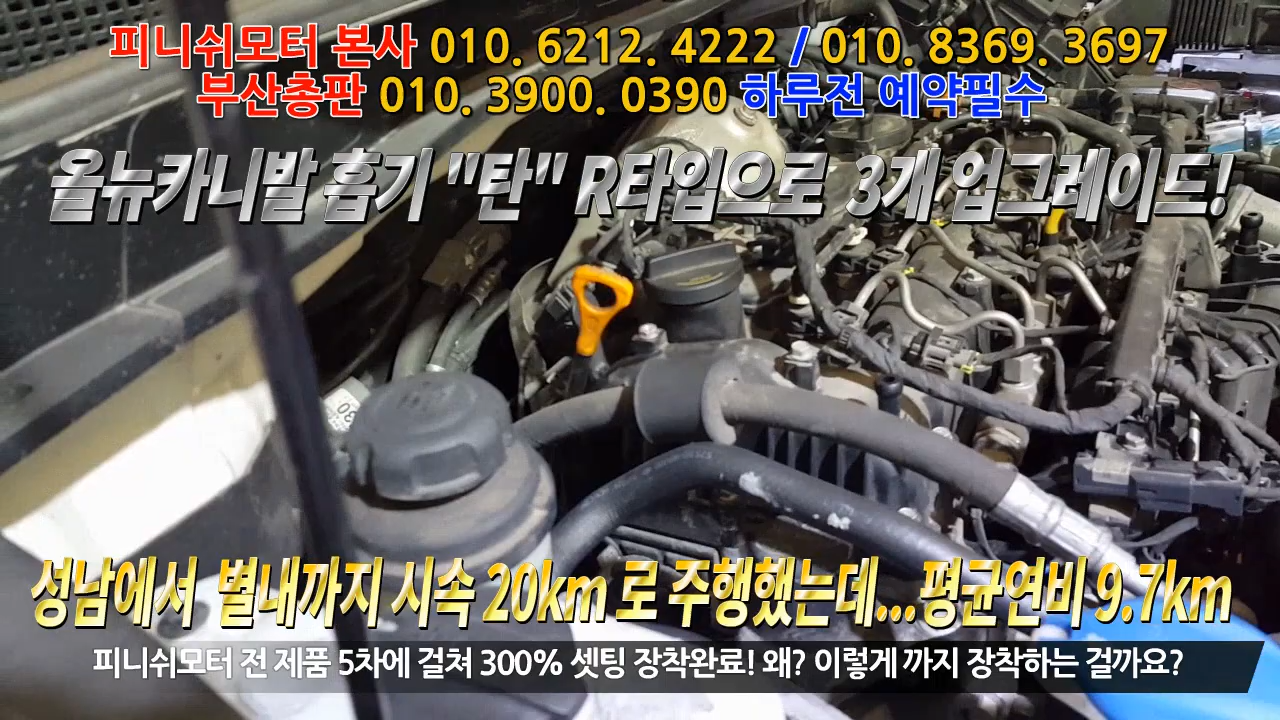 피니쉬모터 본사 010. 6212. 4222 / 010. 8369. 3697
부산총판 010. 3900. 0390 하루전 예약필수
올뉴카니발 흡기 "탄" R타입으로 3개 업그레이드!
성남에서 별내까지 시속 20km 로 주행했는데...평균연비 9.7km
피니쉬모터 전 제품 5차에 걸쳐 300% 셋팅 장착완료! 왜? 이렇게 까지 장착하는 걸까요?